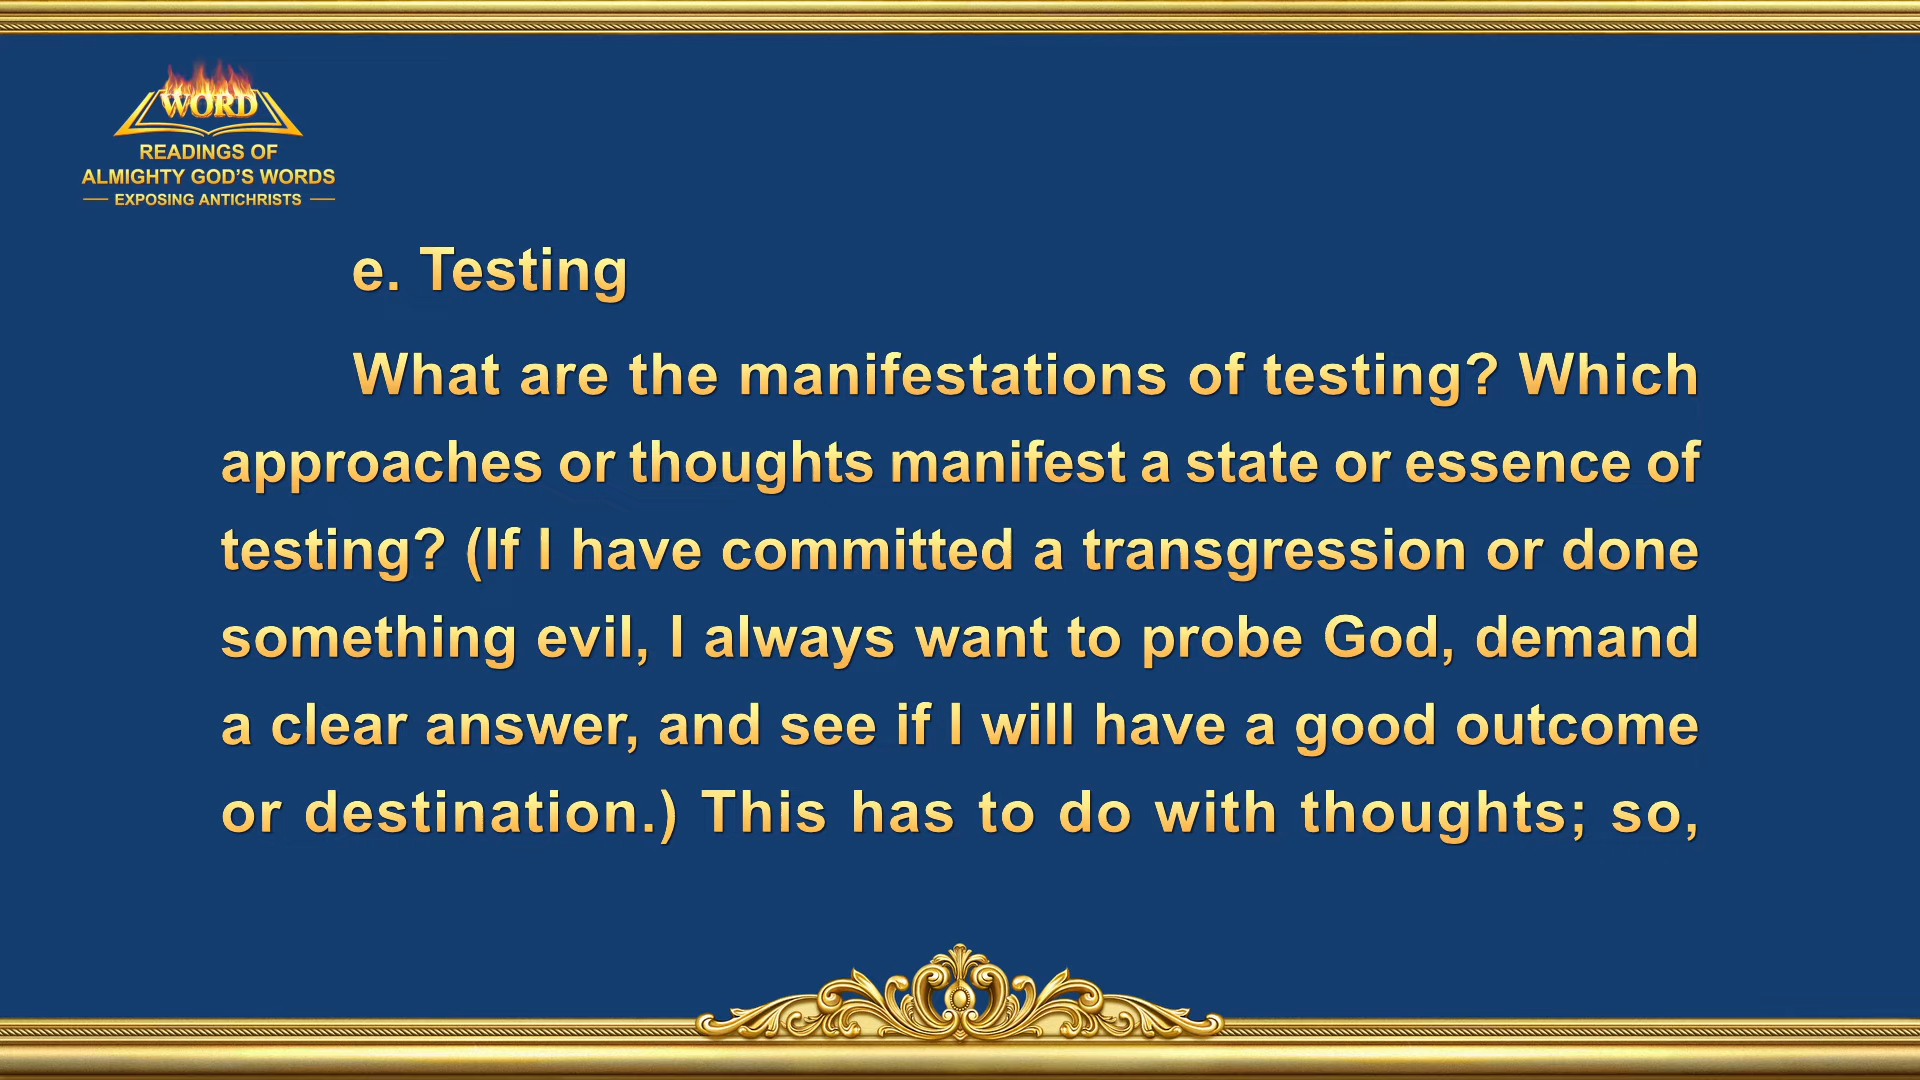 WORD
READINGS OF
ALMIGHTY GOD'S WORDS
EXPOSING ANTICHRISTS
e. Testing
What are the manifestations of testing? Which
approaches or thoughts manifest a state or essence of
testing? (If I have committed a transgression or done
something evil, I always want to probe God, demand
a clear answer, and see if I will have a good outcome
or destination.) This has to do with thoughts; so,